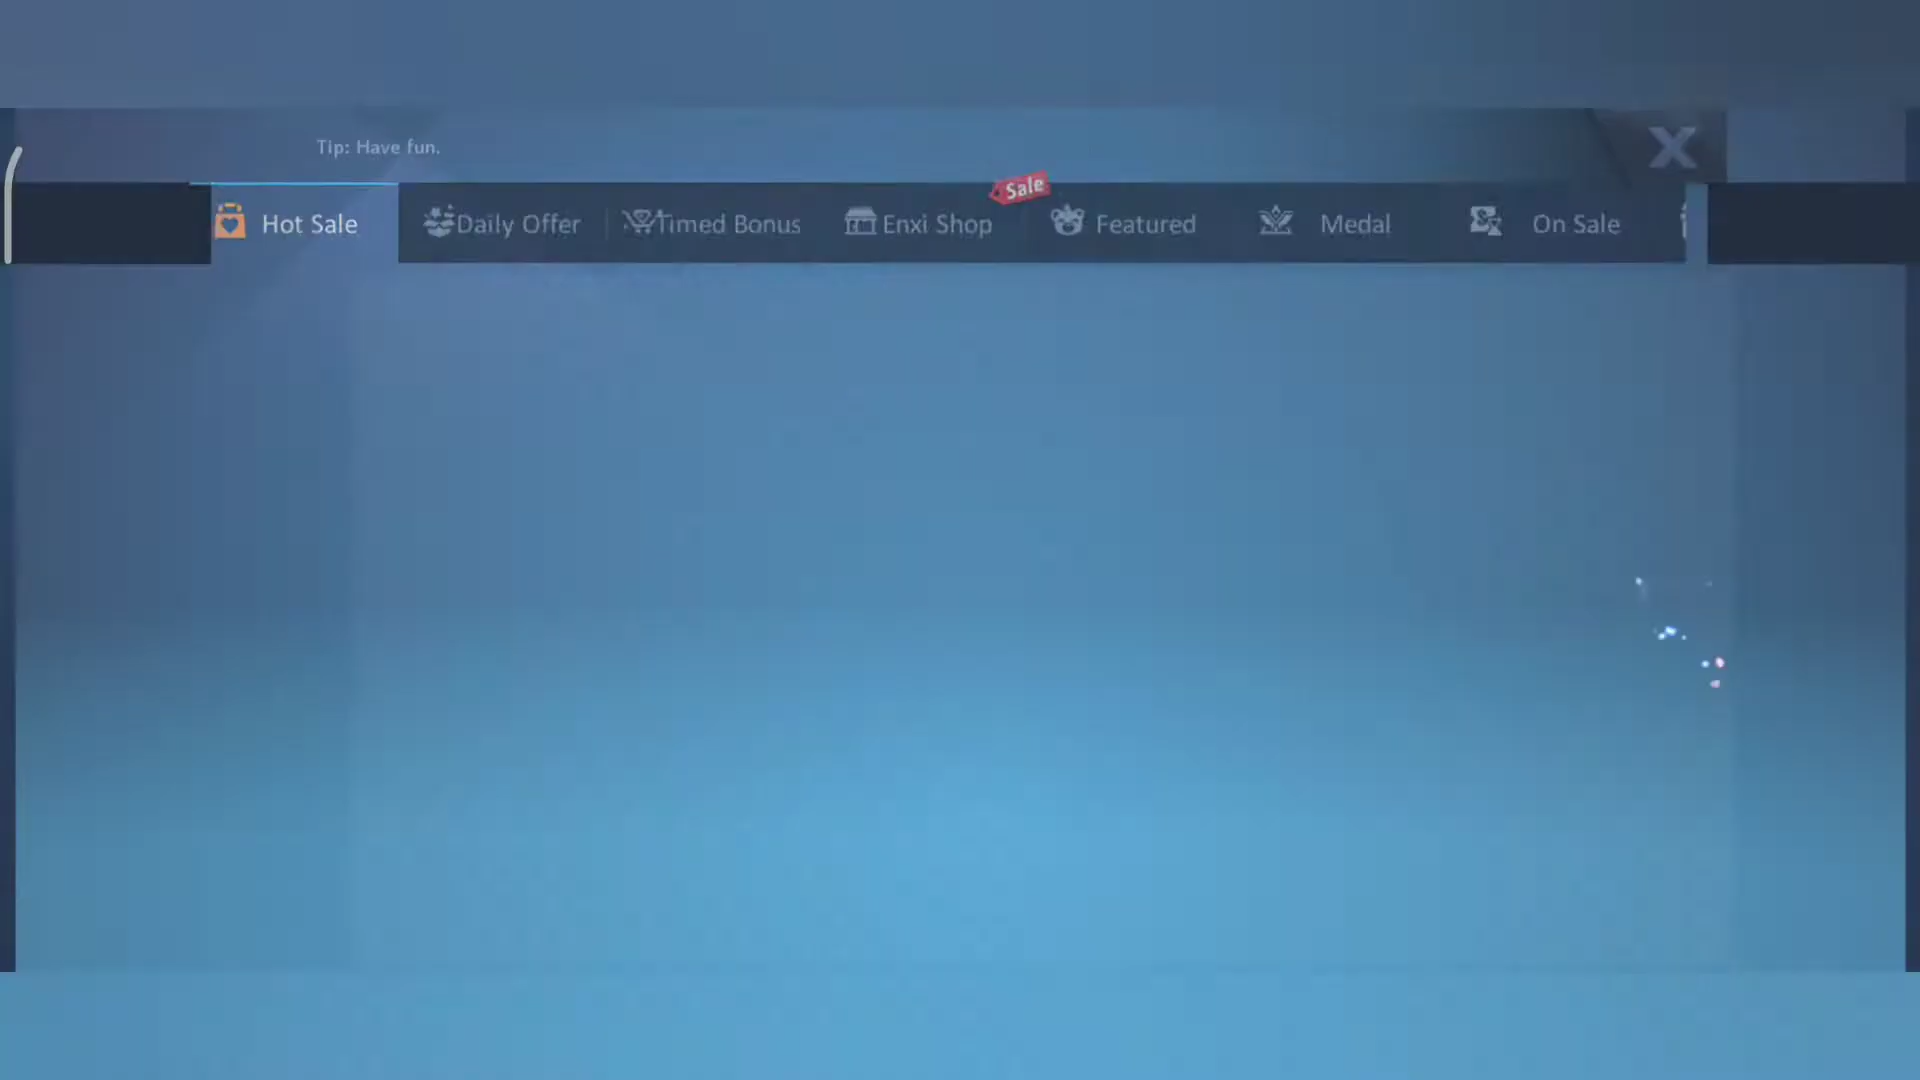 Tip: Have fun.
Sale
Hot Sale Daily Offer Timed Bonus Enxi Shop Featured Medal On Sale